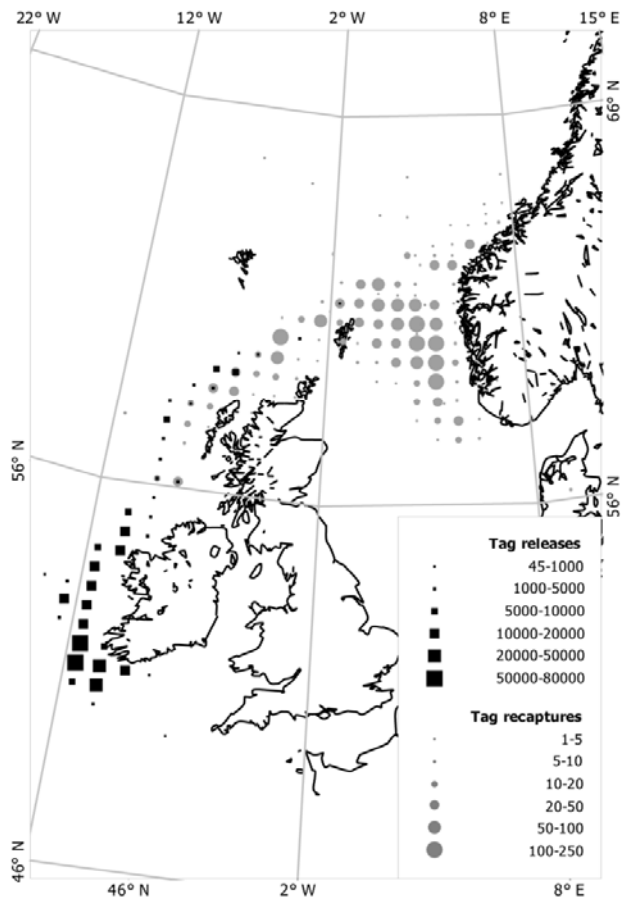 22° W 12° W 2° W 8° E 15° E
66° N
56° N
56° N
Tag releases
45-1000
1000-5000
5000-10000
10000-20000
20000-50000
50000-80000
Tag recaptures
1-5
5-10
10-20
20-50
50-100
100-250
46° N
46° N 2° W 8° E